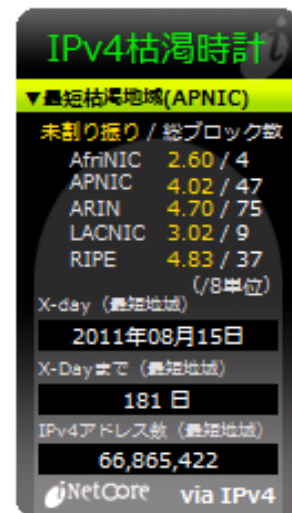 IPv4枯渇時計
▼最短枯渇地域(APNIC)
未割り振り / 総ブロック数
AfriNIC 2.60 / 4
APNIC 4.02 / 47
ARIN 4.70 / 75
LACNIC 3.02 / 9
RIPE 4.83 / 37
(/8単位)
X-day（最短地域）
2011年08月15日
X-Dayまで（最短地域）
181 日
IPv4アドレス数（最短地域）
66,865,422
iNetCore via IPv4